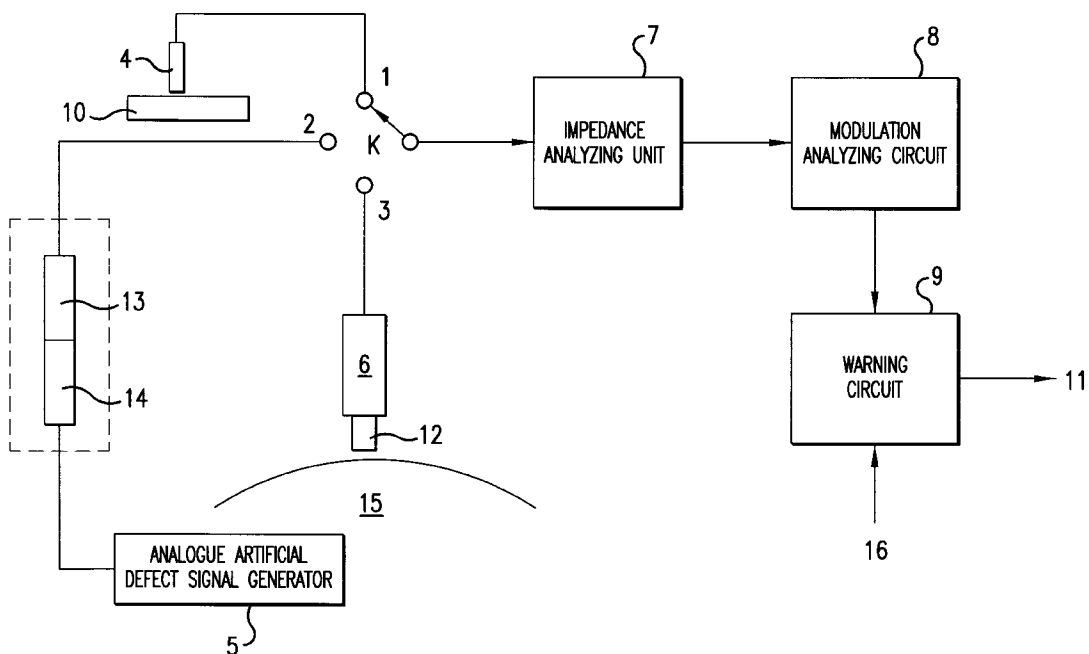 4
10
1
2
K
3
7
IMPEDANCE
ANALYZING UNIT
8
MODULATION
ANALYZING CIRCUIT
13
14
6
12
15
9
WARNING
CIRCUIT
11
16
ANALOGUE ARTIFICIAL
DEFECT SIGNAL GENERATOR
5